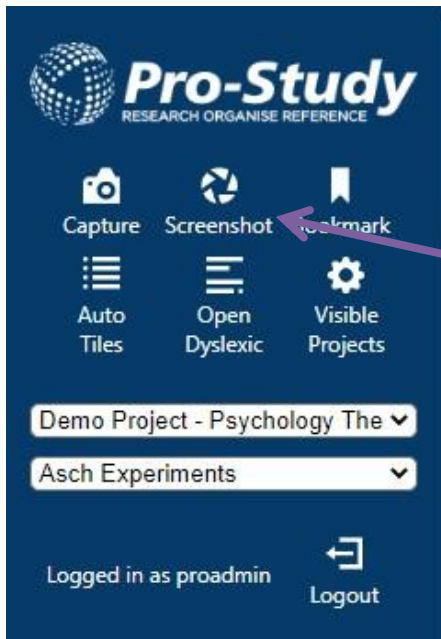 Pro-Study
RESEARCH ORGANISE REFERENCE
Capture Screenshot Bookmark
Auto Open Visible
Tiles Dyslexic Projects
Demo Project - Psychology The
Asch Experiments
Logged in as proadmin
Logout